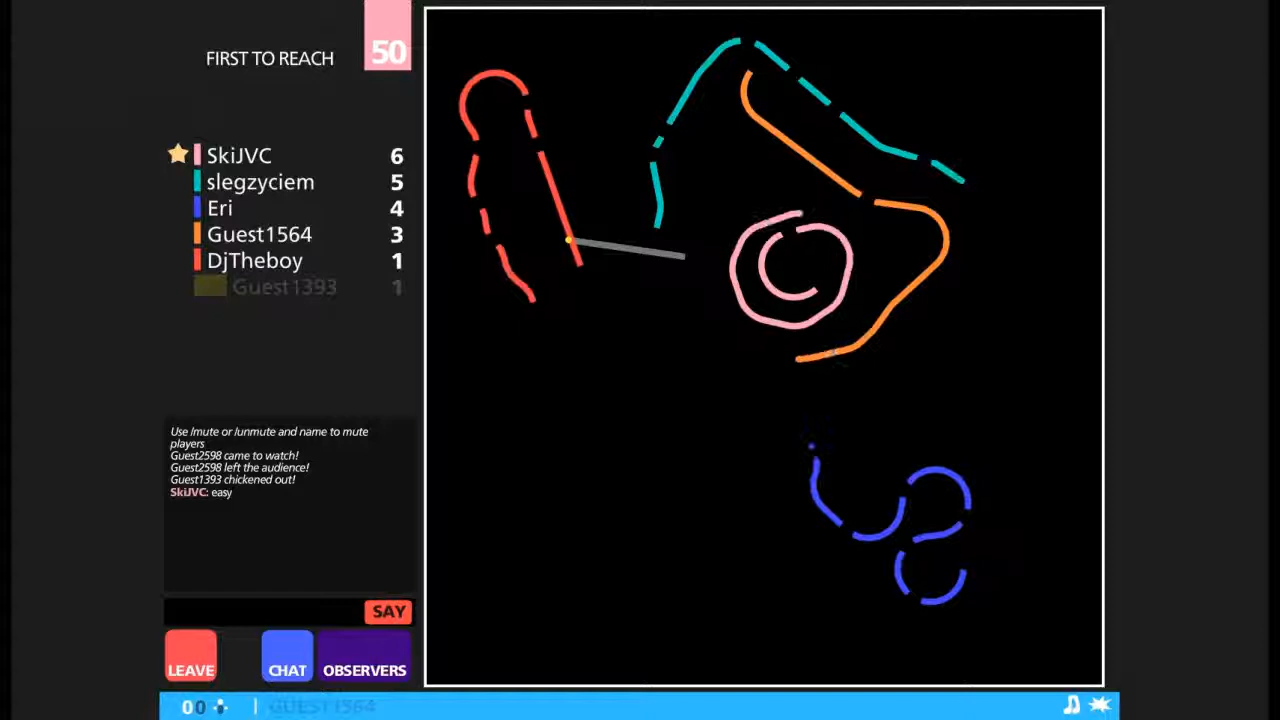 FIRST TO REACH 50
SkiJVC 6
slegzyciem 5
Eri 4
Guest1564 3
DjTheboy 1
Guest1393 1
Use /mute or /unmute and name to mute
players
Guest2598 came to watch!
Guest2598 left the audience!
Guest1393 chickened out!
SkiJVC: easy
SAY
LEAVE CHAT OBSERVERS
00 GUEST1564